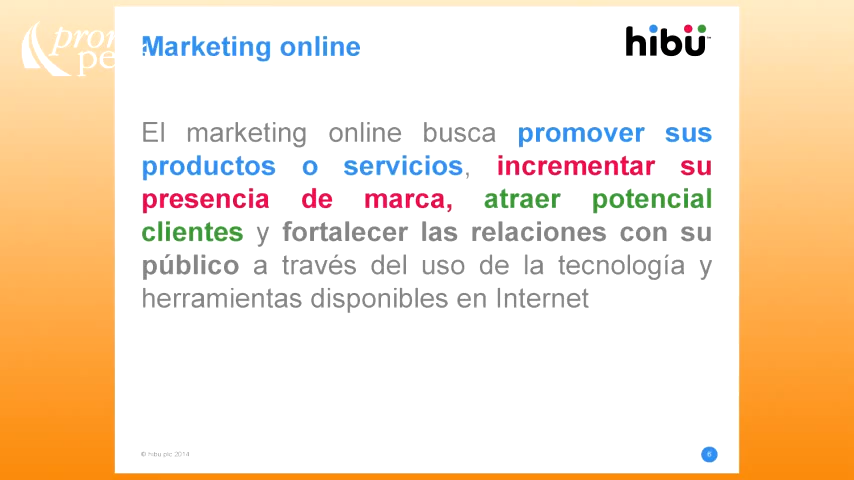 Marketing online
hibü
El marketing online busca promover sus
productos o servicios, incrementar su
presencia de marca, atraer potencial
clientes y fortalecer las relaciones con su
público a través del uso de la tecnología y
herramientas disponibles en Internet
© hibu plc 2014
6